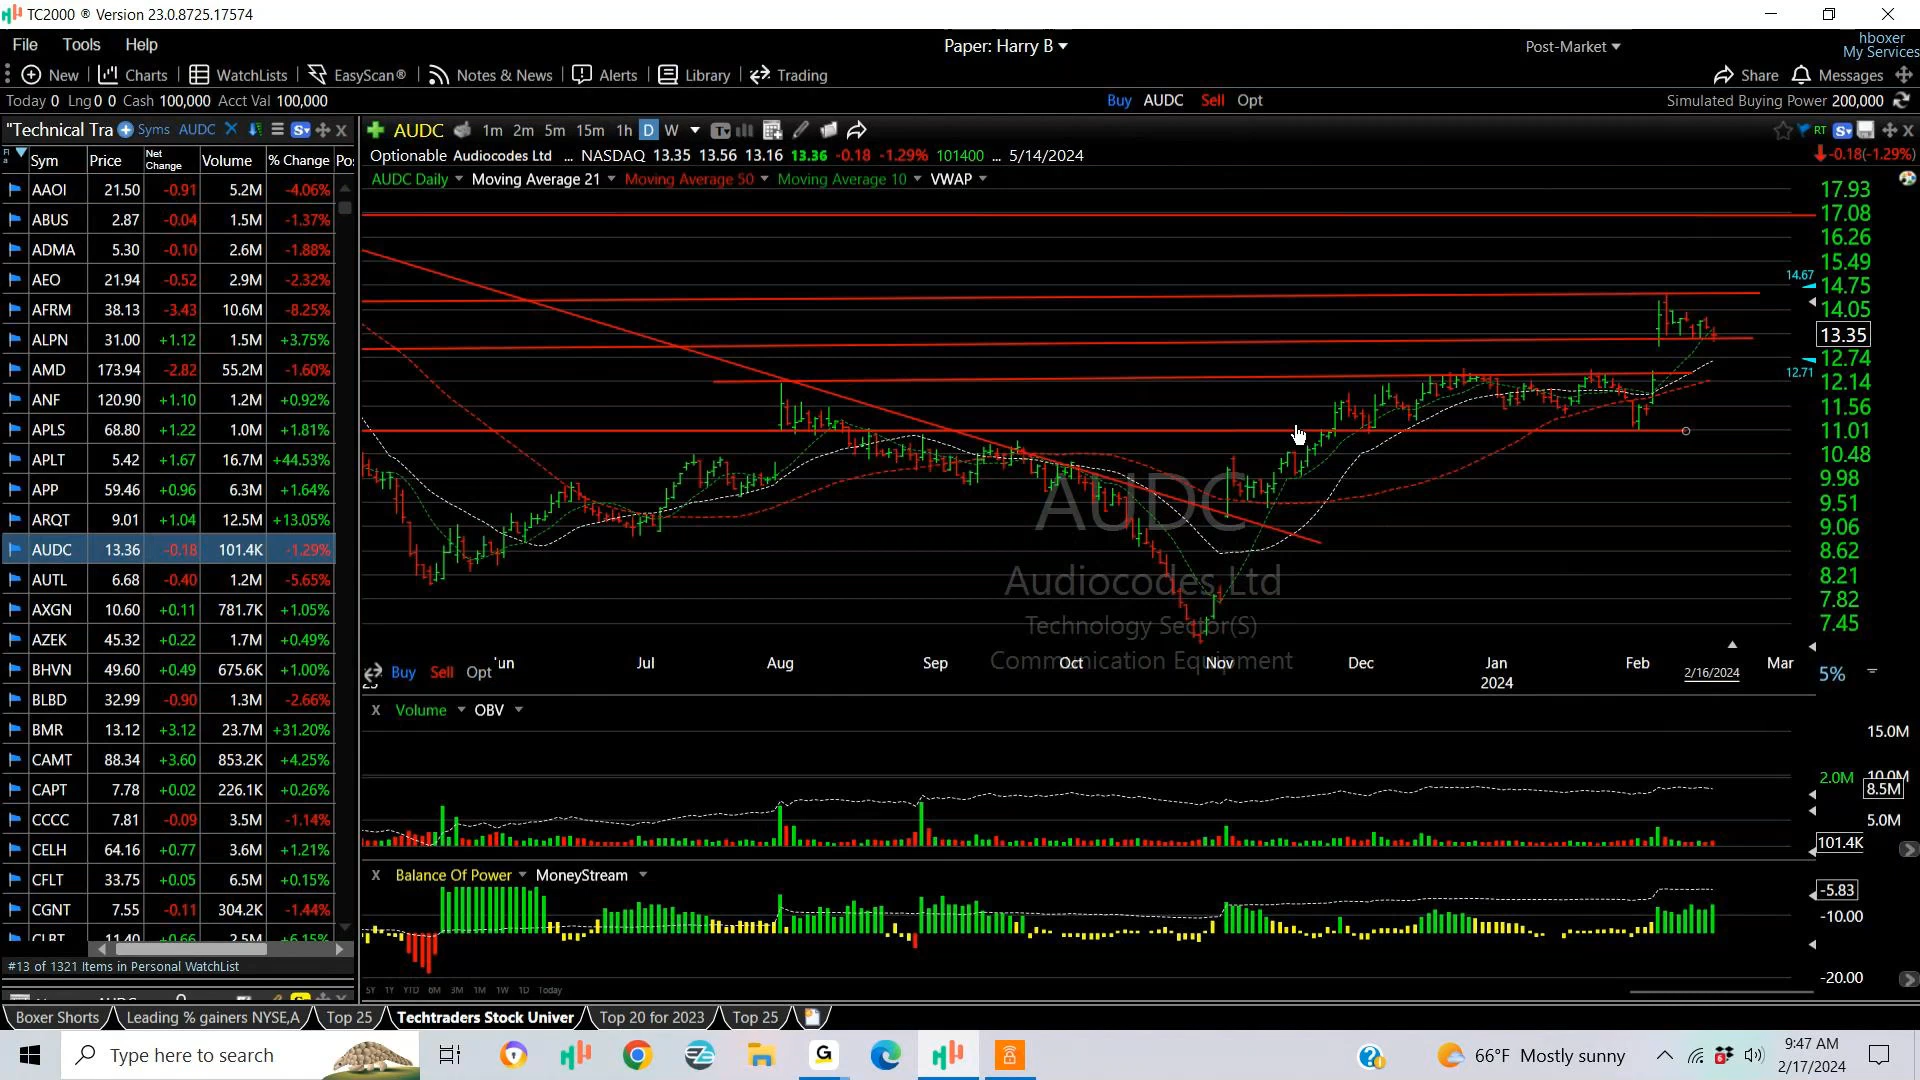 TC2000 ® Version 23.0.8725.17574
File Tools Help
Paper: Harry B
Post-Market
hboxer
My Services
New Charts WatchLists EasyScan® Notes & News Alerts Library Trading
Share Messages
Today 0 Lng 0 0 Cash 100,000 Acct Val 100,000
Buy AUDC Sell Opt
Simulated Buying Power 200,000
"Technical Tra Syms AUDC
AUDC 1m 2m 5m 15m 1h D W
RT
Optionable Audiocodes Ltd ... NASDAQ 13.35 13.56 13.16 13.36 -0.18 -1.29% 101400 ... 5/14/2024
-0.18(-1.29%)
AUDC Daily Moving Average 21 Moving Average 50 Moving Average 10 VWAP
Sym Price Net Change Volume % Change Po:
AAOI 21.50 -0.91 5.2M -4.06%
ABUS 2.87 -0.04 1.5M -1.37%
ADMA 5.30 -0.10 2.6M -1.88%
AEO 21.94 -0.52 2.9M -2.32%
AFRM 38.13 -3.43 10.6M -8.25%
ALPN 31.00 +1.12 1.5M +3.75%
AMD 173.94 -2.82 55.2M -1.60%
ANF 120.90 +1.10 1.2M +0.92%
APLS 68.80 +1.22 1.0M +1.81%
APLT 5.42 +1.67 16.7M +44.53%
APP 59.46 +0.96 6.3M +1.64%
ARQT 9.01 +1.04 12.5M +13.05%
AUDC 13.36 -0.18 101.4K -1.29%
AUTL 6.68 -0.40 1.2M -5.65%
AXGN 10.60 +0.11 781.7K +1.05%
AZEK 45.32 +0.22 1.7M +0.49%
BHVN 49.60 +0.49 675.6K +1.00%
BLBD 32.99 -0.90 1.3M -2.66%
BMR 13.12 +3.12 23.7M +31.20%
CAMT 88.34 +3.60 853.2K +4.25%
CAPT 7.78 +0.02 226.1K +0.26%
CCCC 7.81 -0.09 3.5M -1.14%
CELH 64.16 +0.77 3.6M +1.21%
CFLT 33.75 +0.05 6.5M +0.15%
CGNT 7.55 -0.11 304.2K -1.44%
CLBT 11.40 +0.66 2.5M +6.15%
#13 of 1321 Items in Personal WatchList
17.93
17.08
16.26
15.49
14.67
14.75
14.05
13.35
12.74
12.71
12.14
11.56
11.01
10.48
9.98
9.51
9.06
8.62
8.21
7.82
7.45
5%
AUDC
Audiocodes Ltd
Technology Sector(S)
Communication Equipment
Buy Sell Opt
Jul Aug Sep Oct Nov Dec Jan Feb Mar
2024
2/16/2024
X Volume OBV
15.0M
2.0M 10.0M
8.5M
5.0M
101.4K
X Balance Of Power MoneyStream
-5.83
-10.00
-20.00
5Y 1Y YTD 6M 3M 1M 1W 1D Today
Boxer Shorts Leading % gainers NYSE,A Top 25 Techtraders Stock Univer Top 20 for 2023 Top 25
Type here to search
66°F Mostly sunny
9:47 AM
2/17/2024